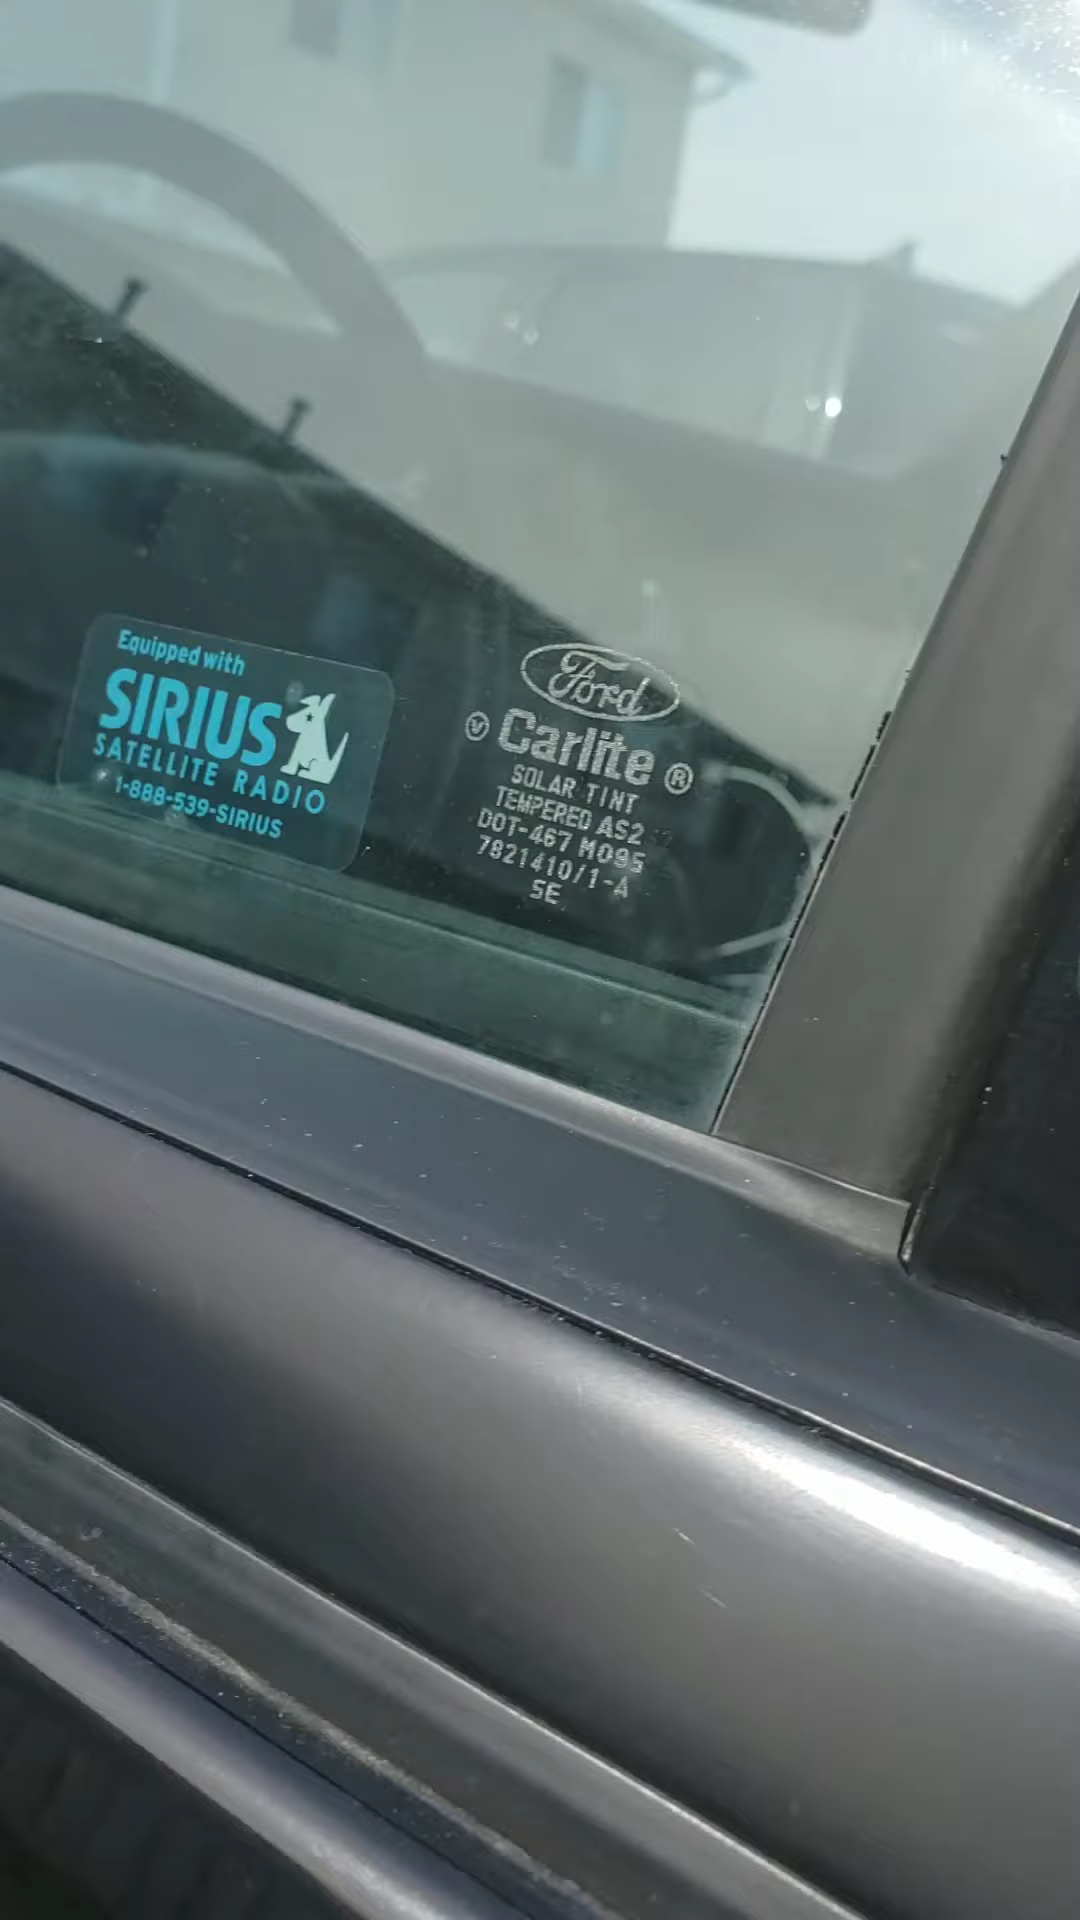 Equipped with
SIRIUS
SATELLITE RADIO
1-888-539-SIRIUS
Ford
V Carlite ®
SOLAR TINT
TEMPERED AS2
DOT-467 M095
7821410/1-A
SE